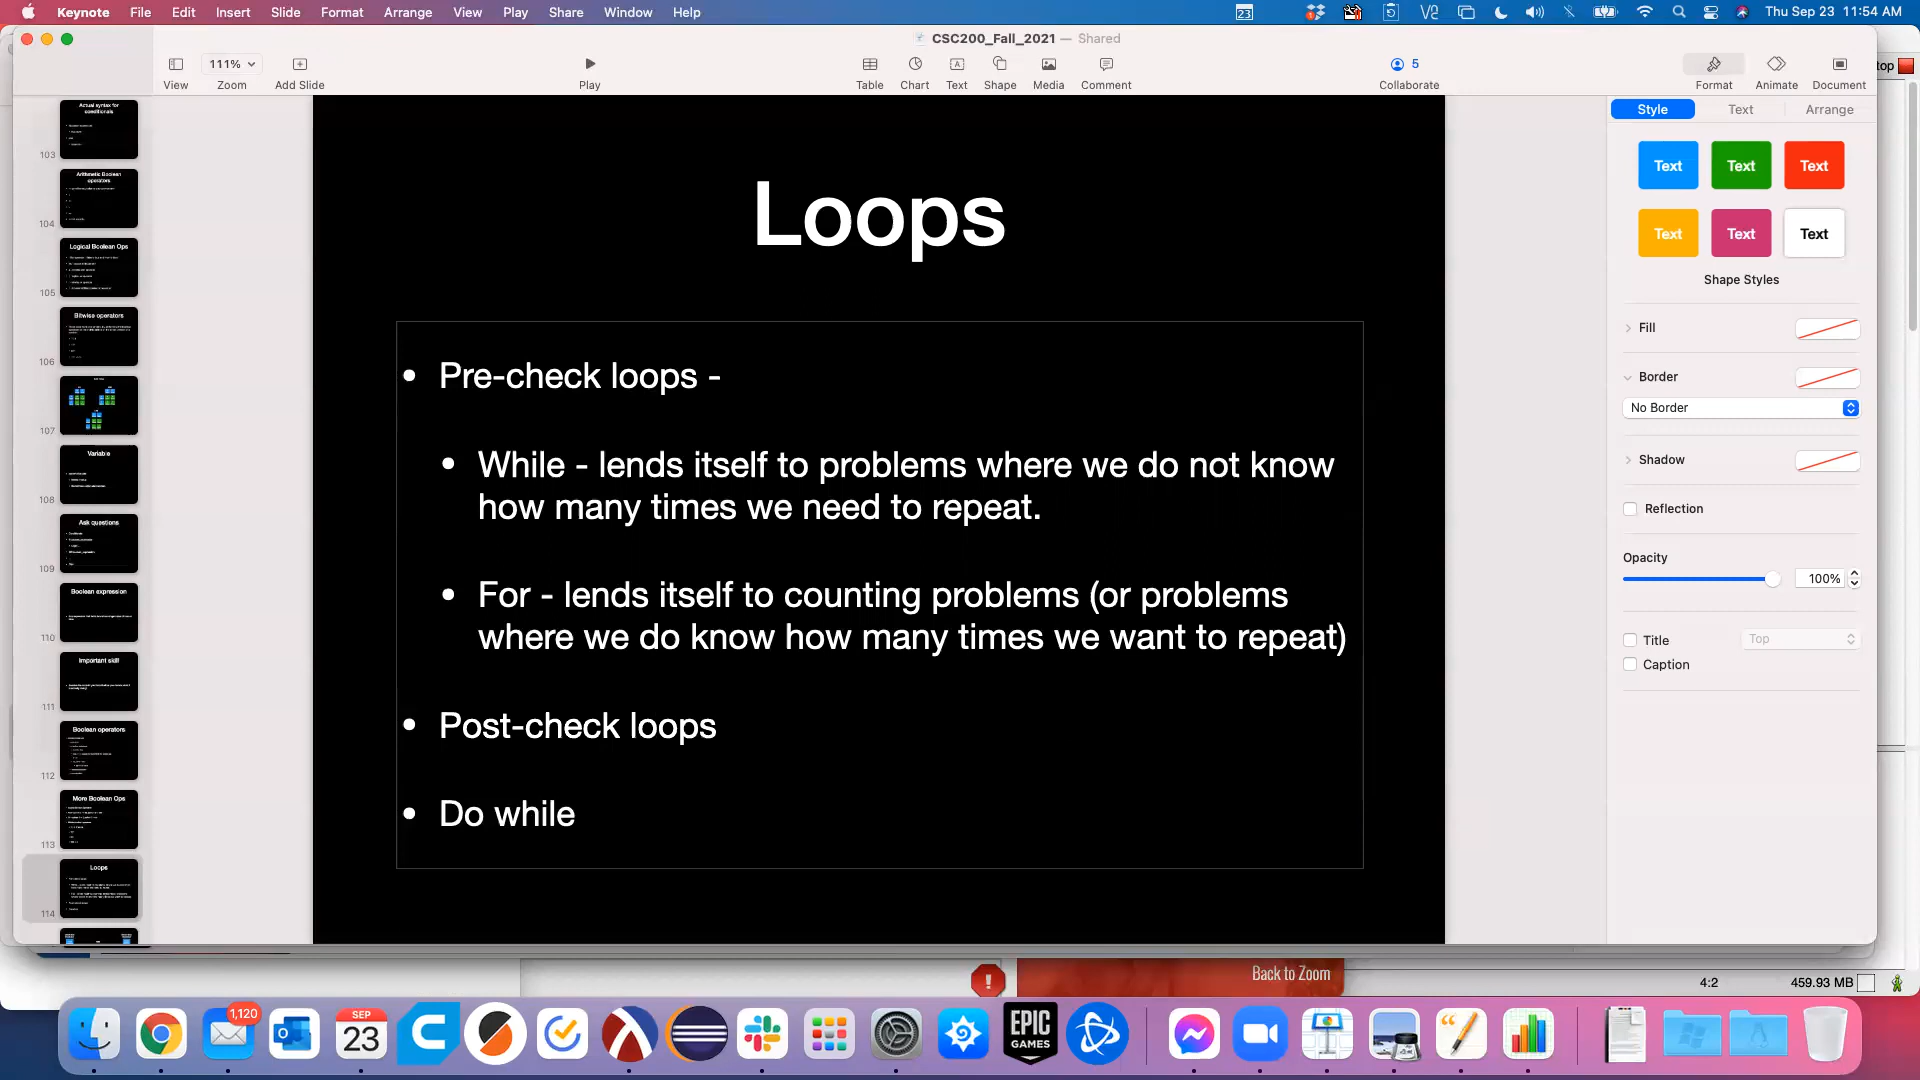 Keynote File Edit Insert Slide Format Arrange View Play Share Window Help
23
Thu Sep 23 11:54 AM
CSC200_Fall_2021 — Shared
111%
5
View Zoom Add Slide Play Table Chart Text Shape Media Comment Collaborate Format Animate Document
Style Text Arrange
Text Text Text
Text Text Text
Shape Styles
Fill
Border
No Border
Shadow
Reflection
Opacity
100%
Title Top
Caption
Actual syntax for
conditionals
103
Arithmetic Boolean
operators
104
Logical Boolean Ops
105
Bitwise operators
106
107
Variable
108
Ask questions
109
Boolean expression
110
Important skill
111
Boolean operators
112
More Boolean Ops
113
Loops
114
Loops
• Pre-check loops -
• While - lends itself to problems where we do not know
how many times we need to repeat.
• For - lends itself to counting problems (or problems
where we do know how many times we want to repeat)
• Post-check loops
• Do while
top
Back to Zoom
4:2
459.93 MB
1,120
SEP
23
EPIC
GAMES